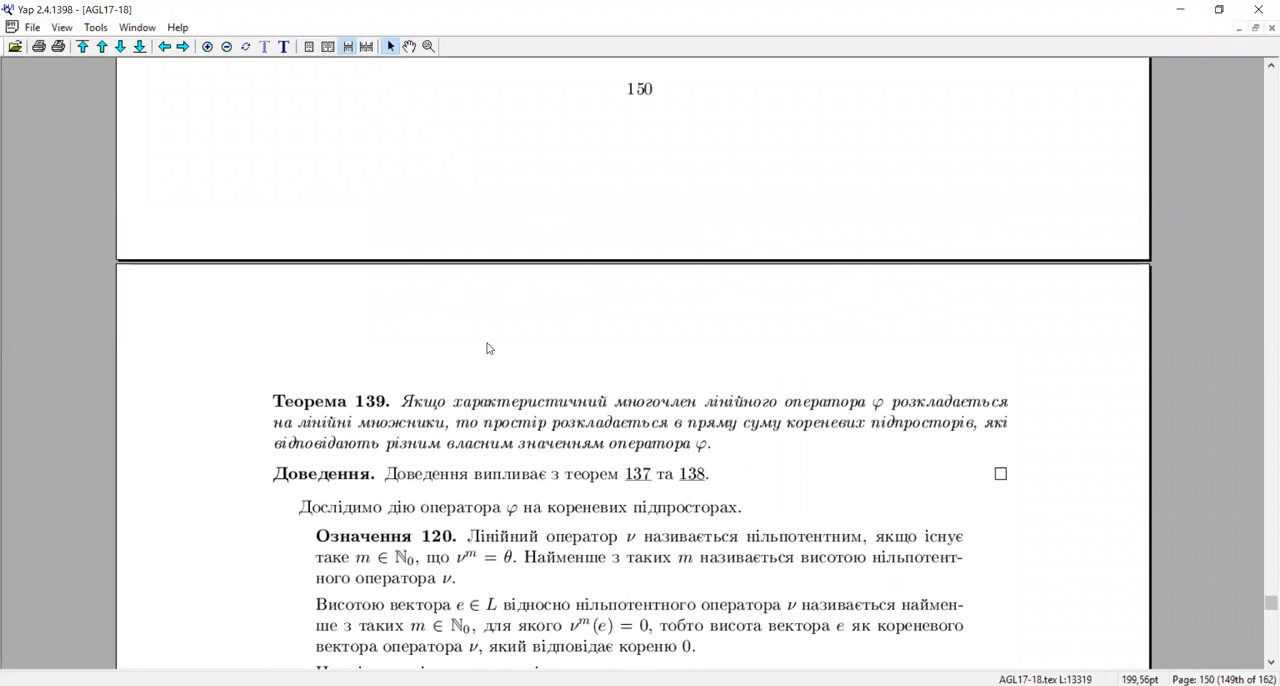 Yap 2.4.1398 - [AGL17-18]
File View Tools Window Help
150
Теорема 139. Якщо характеристичний многочлен лінійного оператора φ розкладається
на лінійні множники, то простір розкладається в пряму суму кореневих підпросторів, які
відповідають різним власним значенням оператора φ.
Доведення. Доведення випливає з теорем 137 та 138. □
Дослідимо дію оператора φ на кореневих підпросторах.
Означення 120. Лінійний оператор ν називається нільпотентним, якщо існує
таке m ∈ ℕ₀, що νᵐ = θ. Найменше з таких m називається висотою нільпотент-
ного оператора ν.
Висотою вектора e ∈ L відносно нільпотентного оператора ν називається наймен-
ше з таких m ∈ ℕ₀, для якого νᵐ(e) = 0, тобто висота вектора e як кореневого
вектора оператора ν, який відповідає кореню 0.
AGL17-18.tex L:13319 199,56pt Page: 150 (149th of 162)